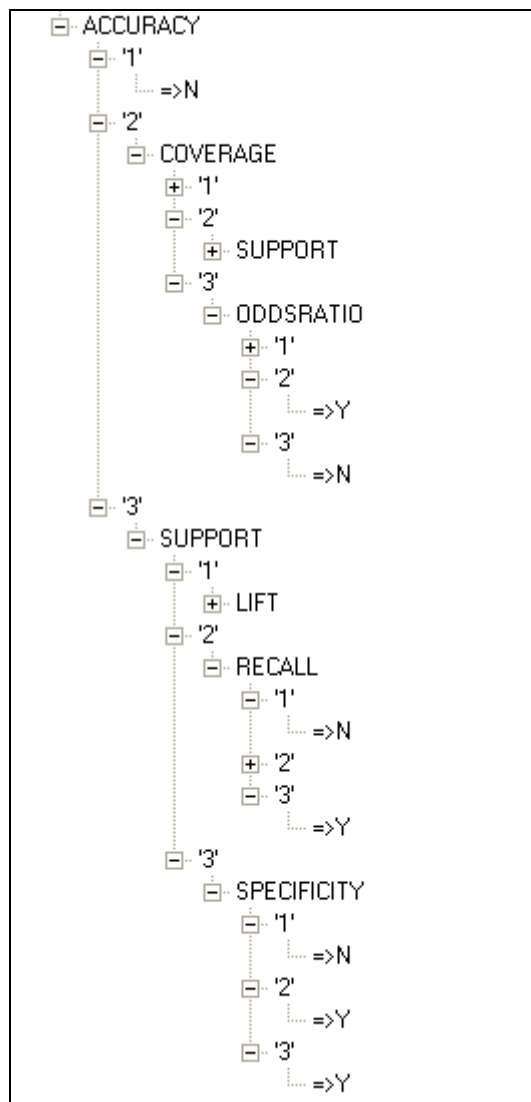 ACCURACY
'1'
=>N
'2'
COVERAGE
'1'
'2'
SUPPORT
'3'
ODDSRATIO
'1'
'2'
=>Y
'3'
=>N
'3'
SUPPORT
'1'
LIFT
'2'
RECALL
'1'
=>N
'2'
'3'
=>Y
'3'
SPECIFICITY
'1'
=>N
'2'
=>Y
'3'
=>Y